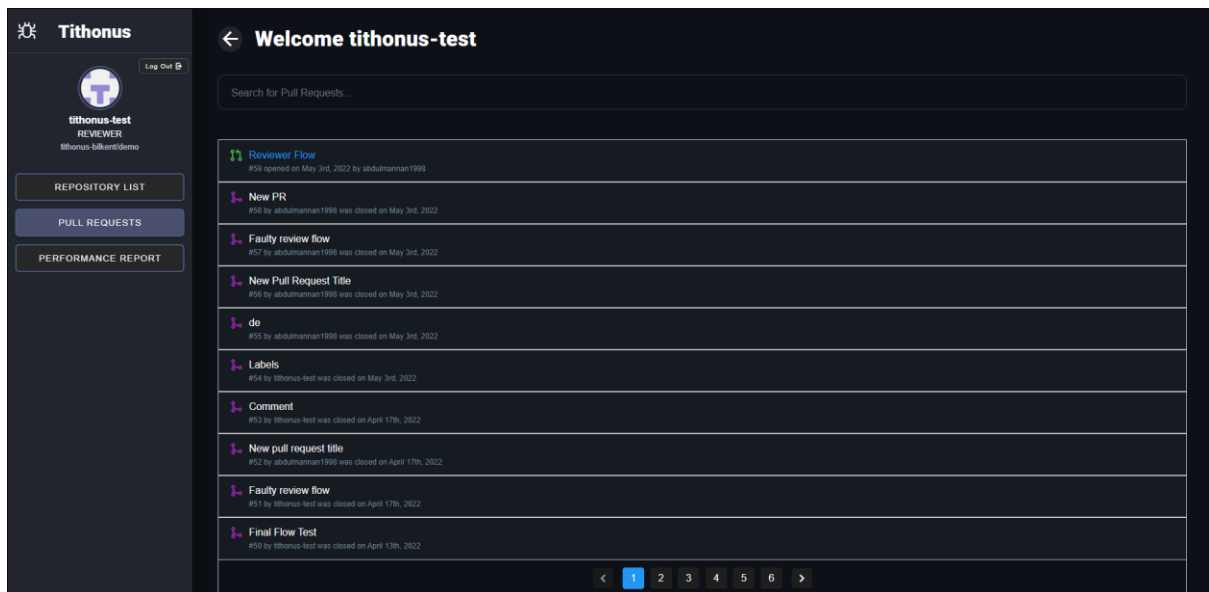 Tithonus
Log Out
tithonus-test
REVIEWER
tithonus-bilkent/demo
REPOSITORY LIST
PULL REQUESTS
PERFORMANCE REPORT
Welcome tithonus-test
Search for Pull Requests...
Reviewer Flow
#59 opened on May 3rd, 2022 by abdulmannan1998
New PR
#58 by abdulmannan1998 was closed on May 3rd, 2022
Faulty review flow
#57 by abdulmannan1998 was closed on May 3rd, 2022
New Pull Request Title
#56 by abdulmannan1998 was closed on May 3rd, 2022
de
#55 by abdulmannan1998 was closed on May 3rd, 2022
Labels
#54 by tithonus-test was closed on May 3rd, 2022
Comment
#53 by tithonus-test was closed on April 17th, 2022
New pull request title
#52 by abdulmannan1998 was closed on April 17th, 2022
Faulty review flow
#51 by tithonus-test was closed on April 17th, 2022
Final Flow Test
#50 by tithonus-test was closed on April 13th, 2022
< 1 2 3 4 5 6 >